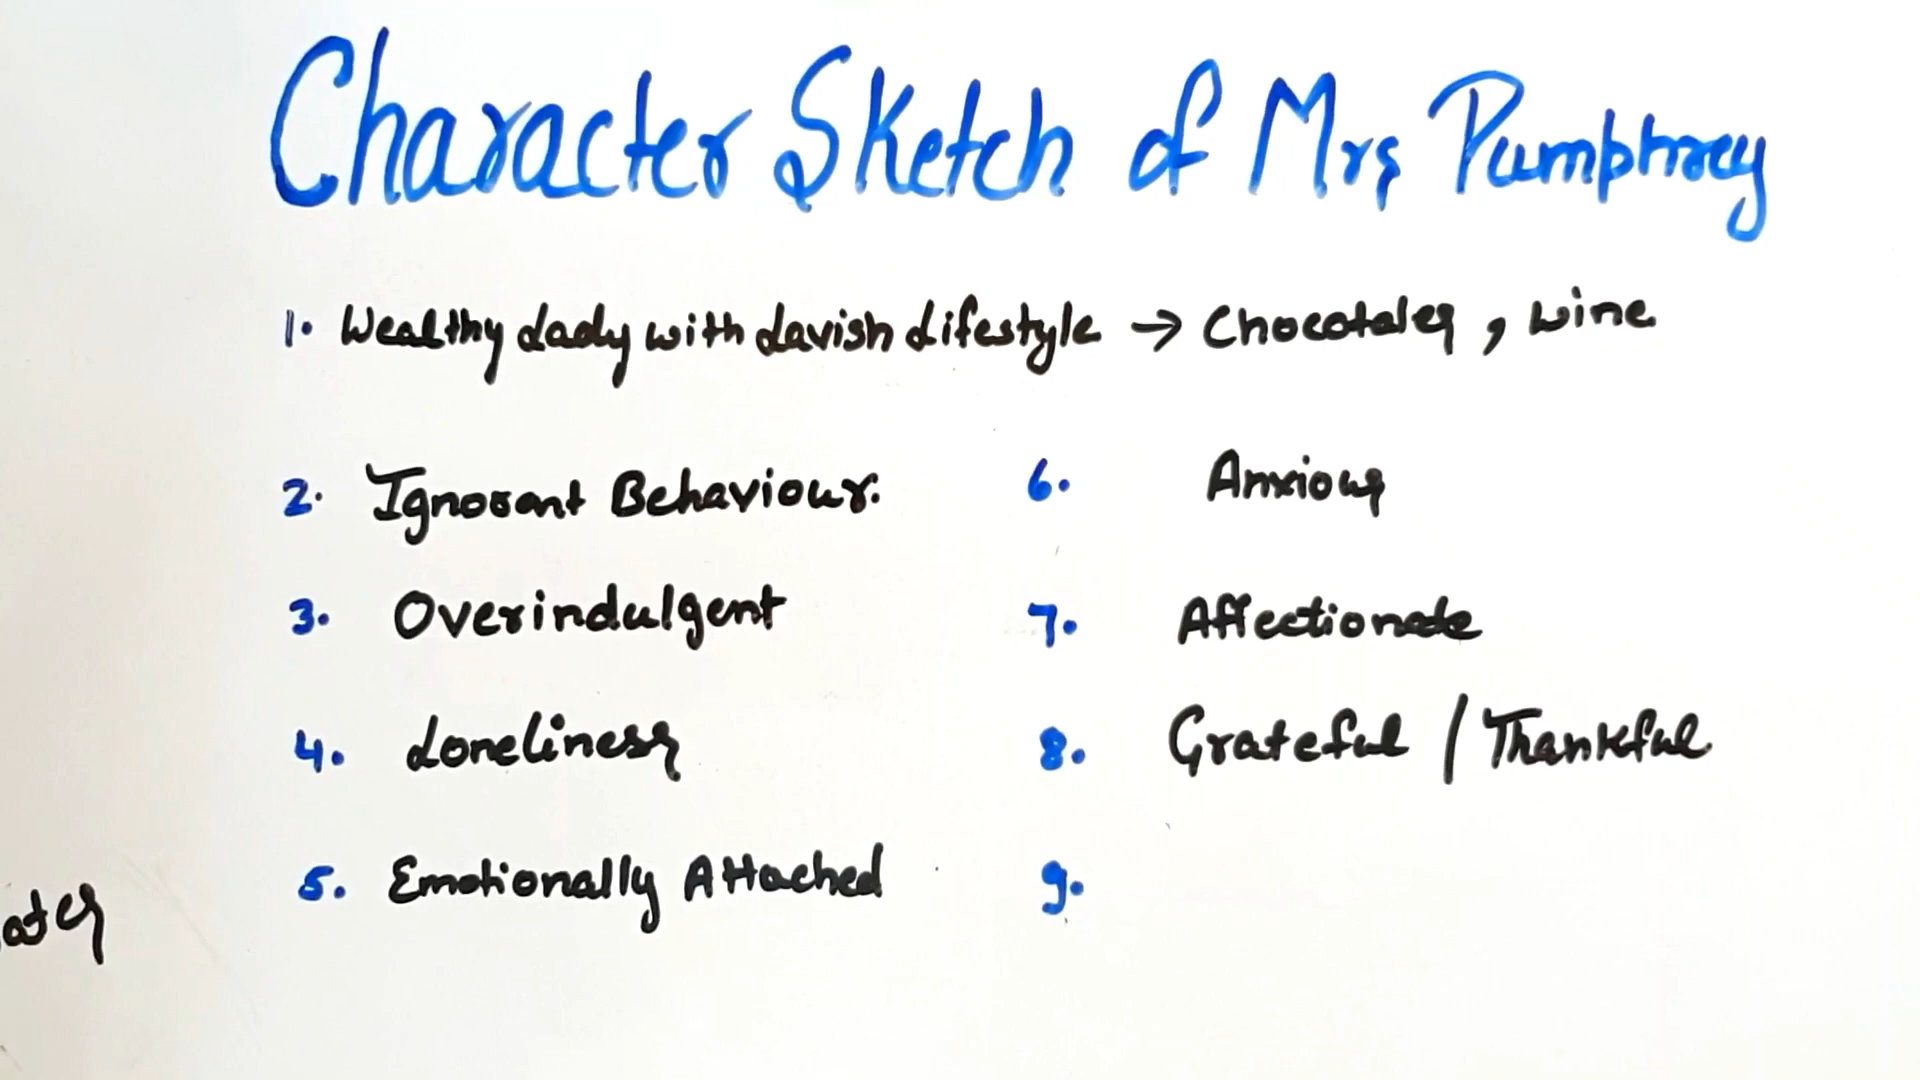 Character Sketch of Mrs Pumphrey
1. Wealthy Lady with Lavish Lifestyle → Chocolates, wine
2. Ignorant Behaviour.
3. Overindulgent
4. Loneliness
5. Emotionally Attached
6. Anxious
7. Affectionate
8. Grateful / Thankful
9.